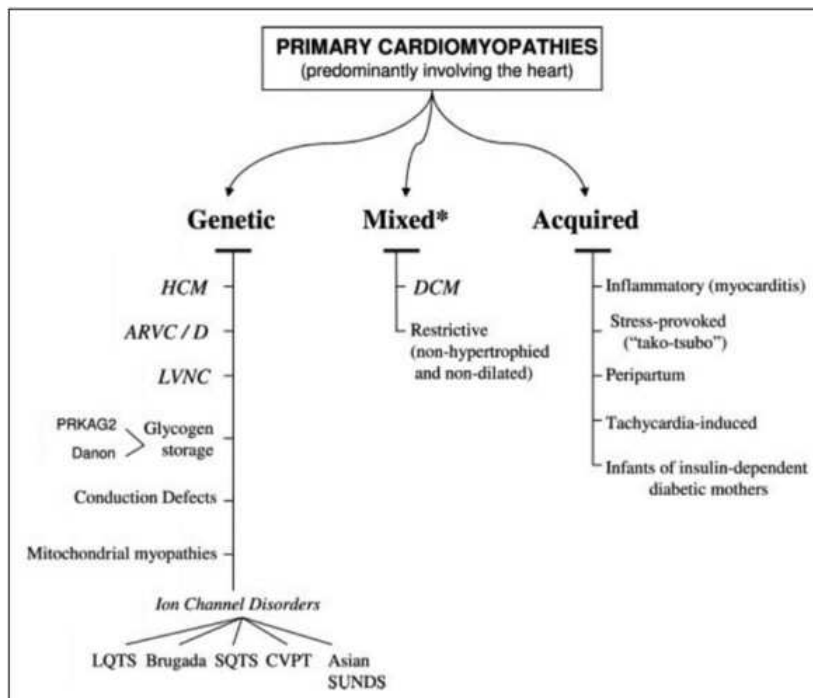 PRIMARY CARDIOMYOPATHIES
(predominantly involving the heart)
Genetic
HCM
ARVC / D
LVNC
PRKAG2
Danon
Glycogen
storage
Conduction Defects
Mitochondrial myopathies
Ion Channel Disorders
LQTS Brugada SQTS CVPT Asian
SUNDS
Mixed*
DCM
Restrictive
(non-hypertrophied
and non-dilated)
Acquired
Inflammatory (myocarditis)
Stress-provoked
("tako-tsubo")
Peripartum
Tachycardia-induced
Infants of insulin-dependent
diabetic mothers